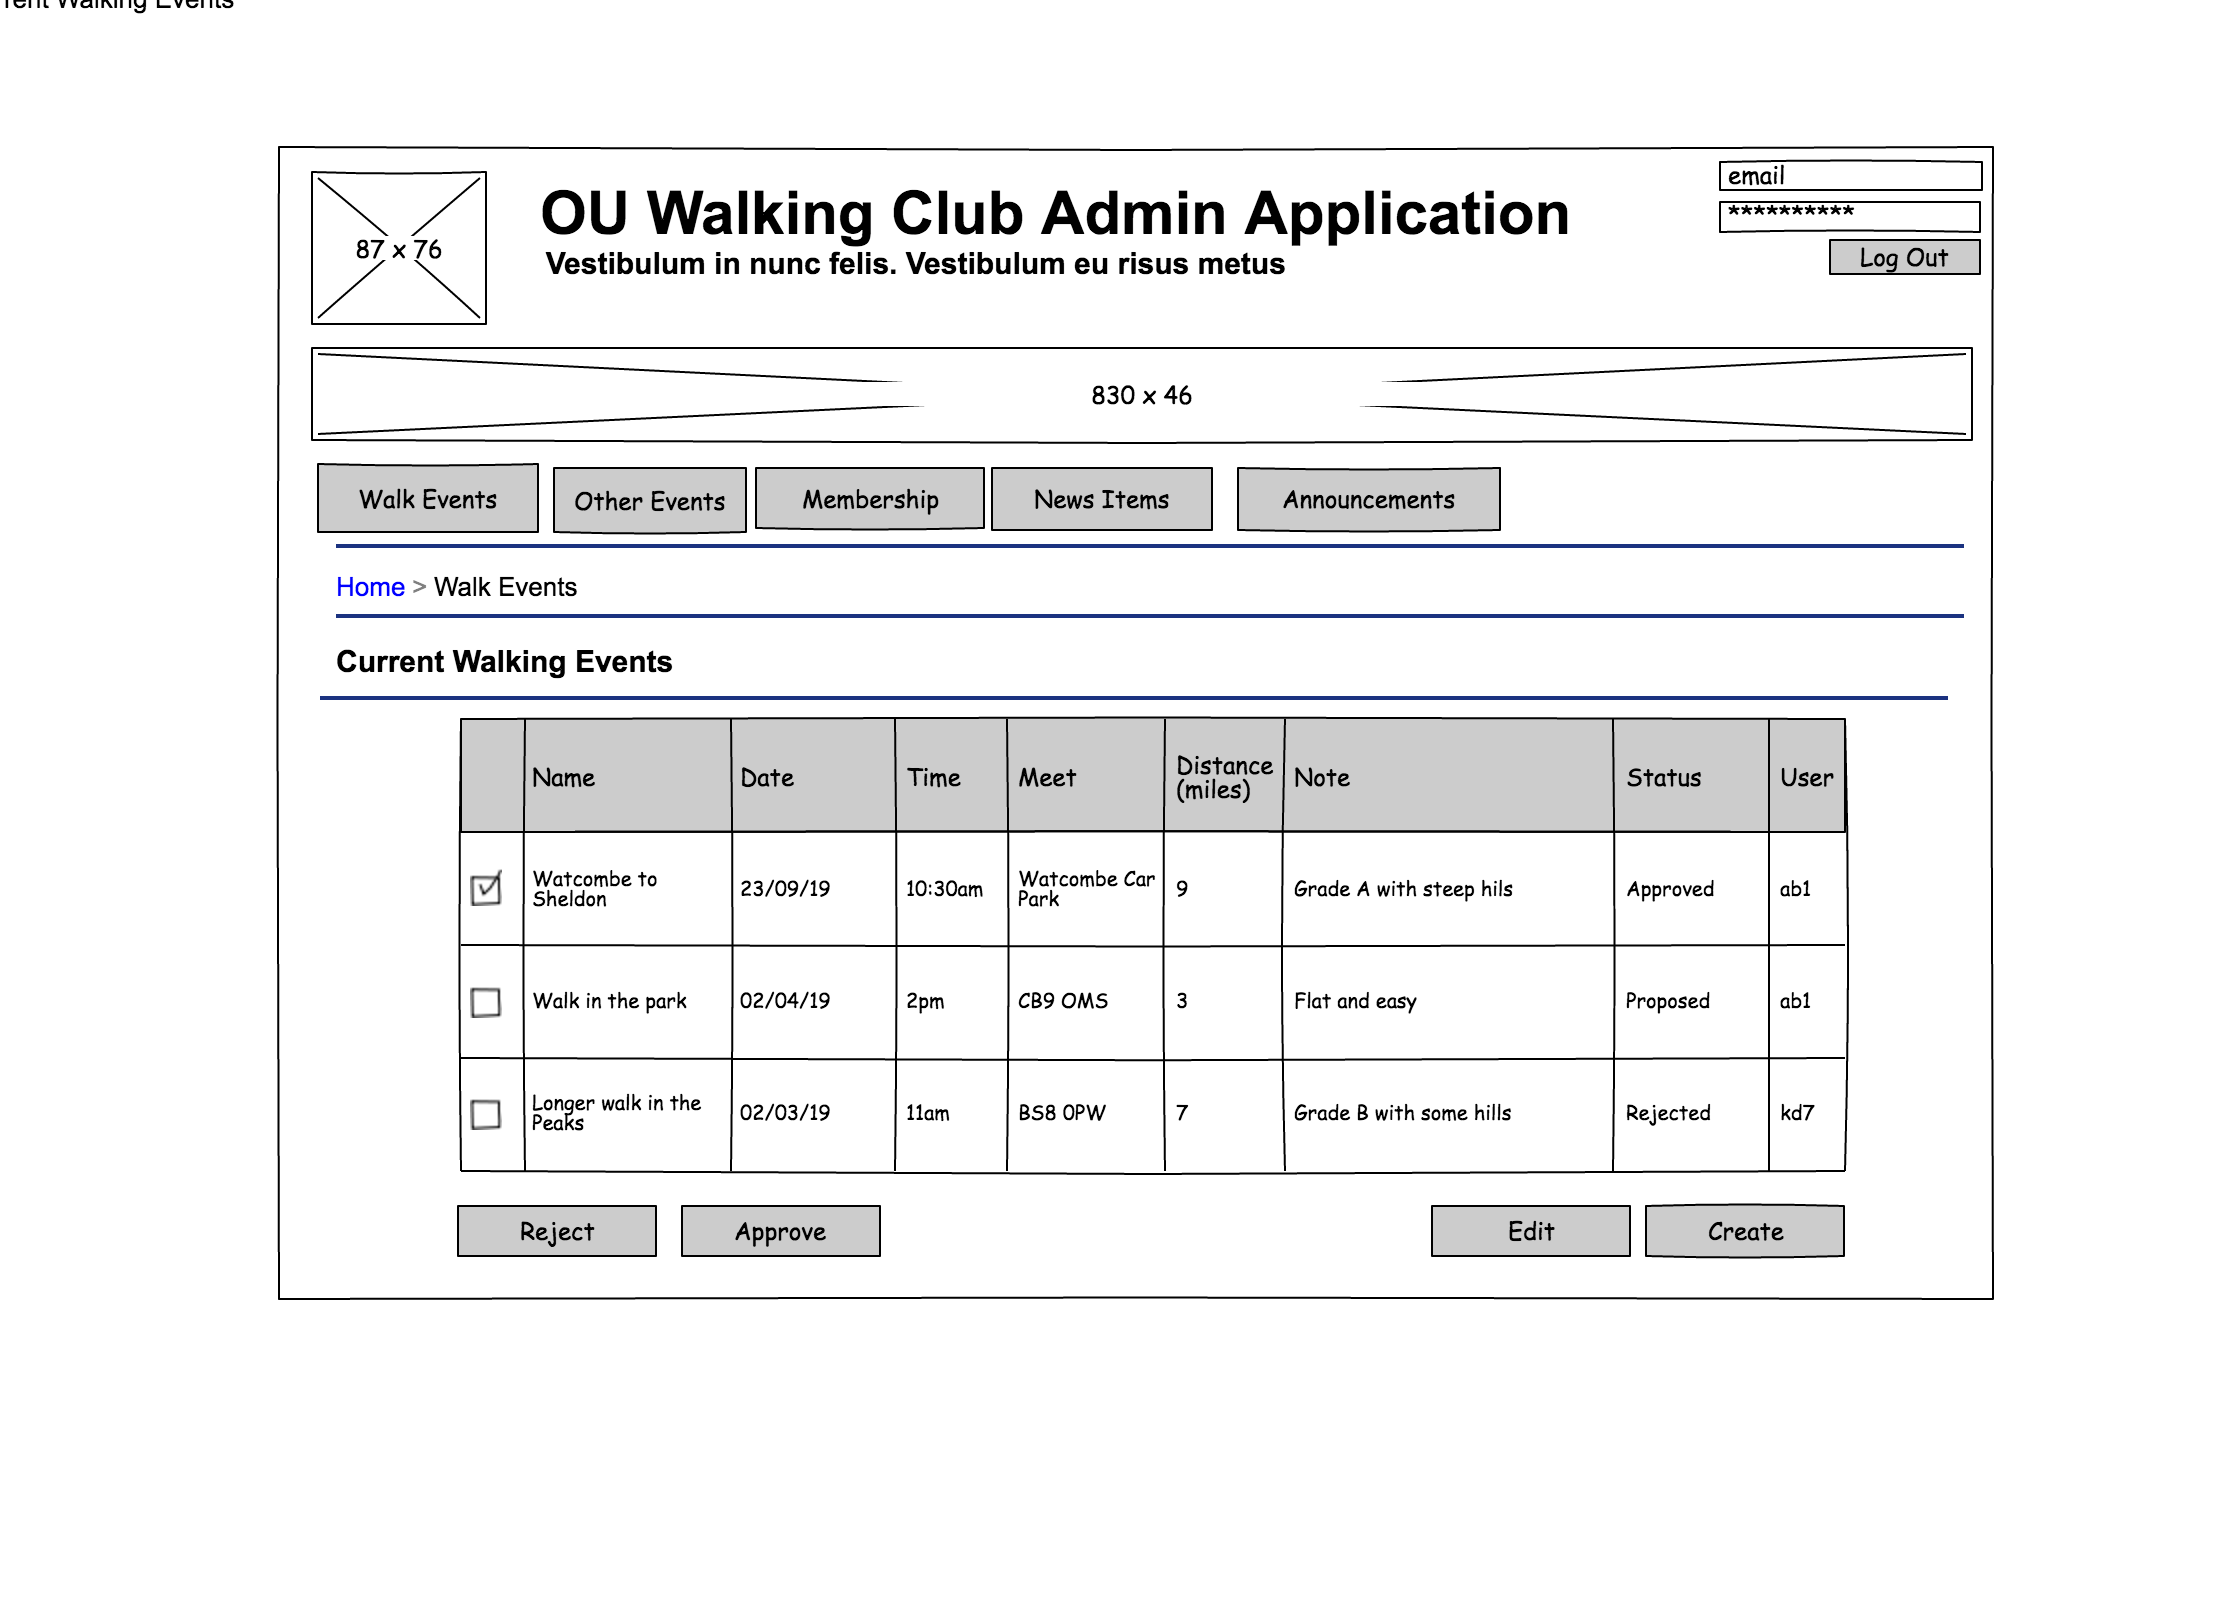 rent Walking Events
OU Walking Club Admin Application
Vestibulum in nunc felis. Vestibulum eu risus metus
email
**********
Log Out
87 x 76
830 x 46
Walk Events
Other Events
Membership
News Items
Announcements
Home > Walk Events
Current Walking Events
Name
Date
Time
Meet
Distance
(miles)
Note
Status
User
Watcombe to
Sheldon
23/09/19
10:30am
Watcombe Car
Park
9
Grade A with steep hils
Approved
ab1
Walk in the park
02/04/19
2pm
CB9 OMS
3
Flat and easy
Proposed
ab1
Longer walk in the
Peaks
02/03/19
11am
BS8 0PW
7
Grade B with some hills
Rejected
kd7
Reject
Approve
Edit
Create